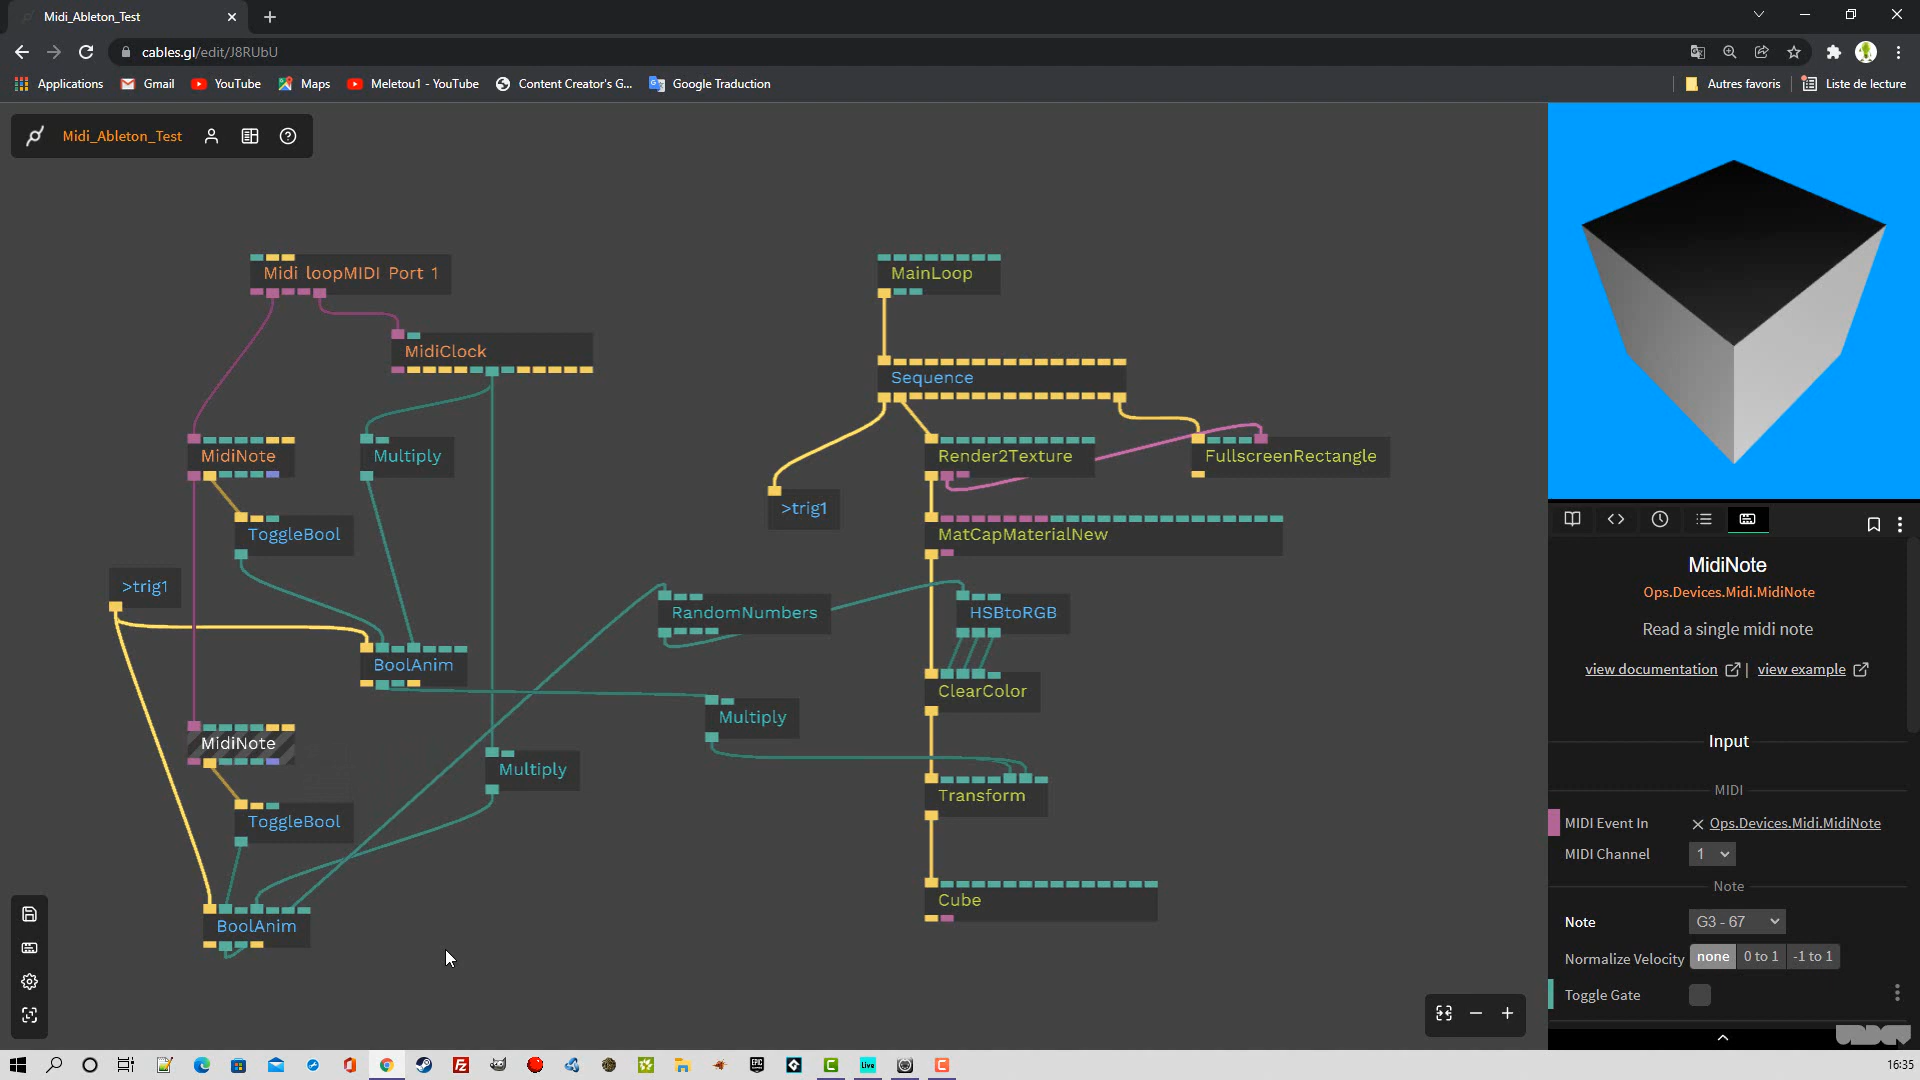 Midi_Ableton_Test
cables.gl/edit/J8RUbU
Applications
Gmail
YouTube
Maps
Meletou1 - YouTube
Content Creator's G...
Google Traduction
Autres favoris
Liste de lecture
Midi_Ableton_Test
Midi loopMIDI Port 1
MainLoop
MidiClock
Sequence
MidiNote
Multiply
Render2Texture
FullscreenRectangle
>trig1
ToggleBool
MatCapMaterialNew
>trig1
RandomNumbers
HSBtoRGB
BoolAnim
ClearColor
Multiply
MidiNote
Multiply
Transform
ToggleBool
Cube
BoolAnim
MidiNote
Ops.Devices.Midi.MidiNote
Read a single midi note
view documentation | view example
Input
MIDI
MIDI Event In Ops.Devices.Midi.MidiNote
MIDI Channel 1
Note
Note G3 - 67
Normalize Velocity none 0 to 1 -1 to 1
Toggle Gate
EPIC
Live
16:35